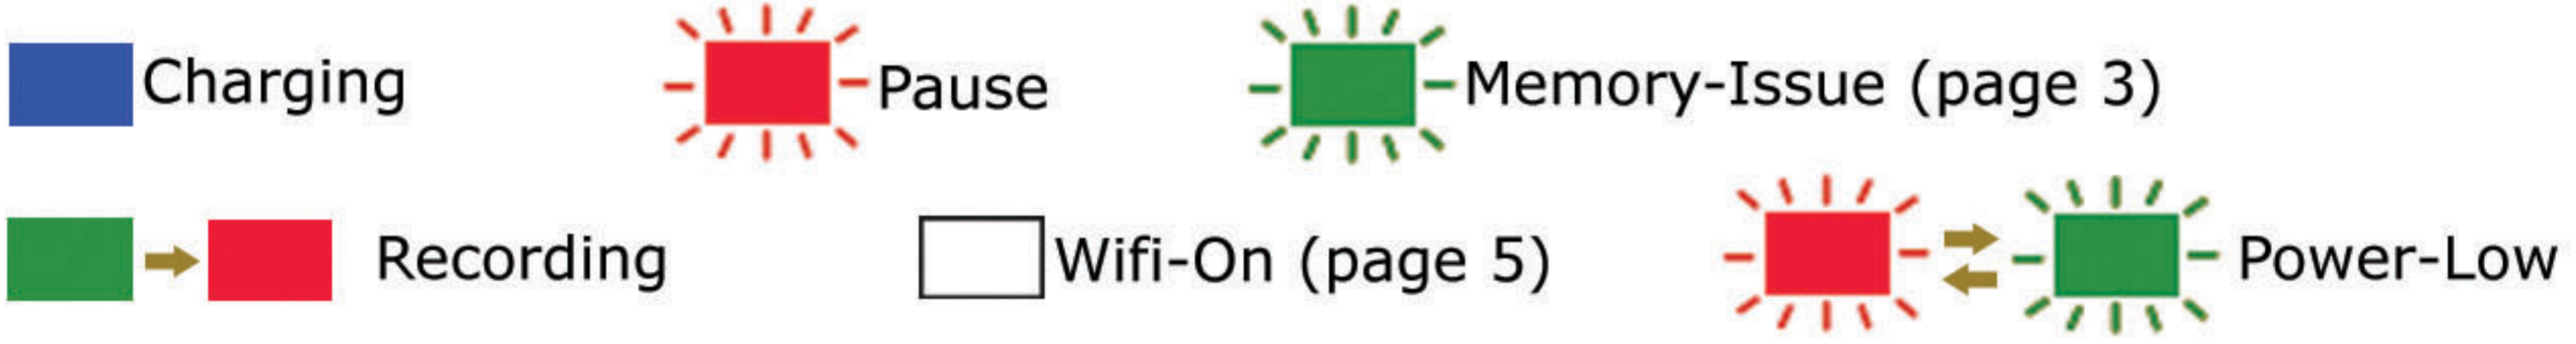 Charging Pause Memory-Issue (page 3)
Recording Wifi-On (page 5) Power-Low